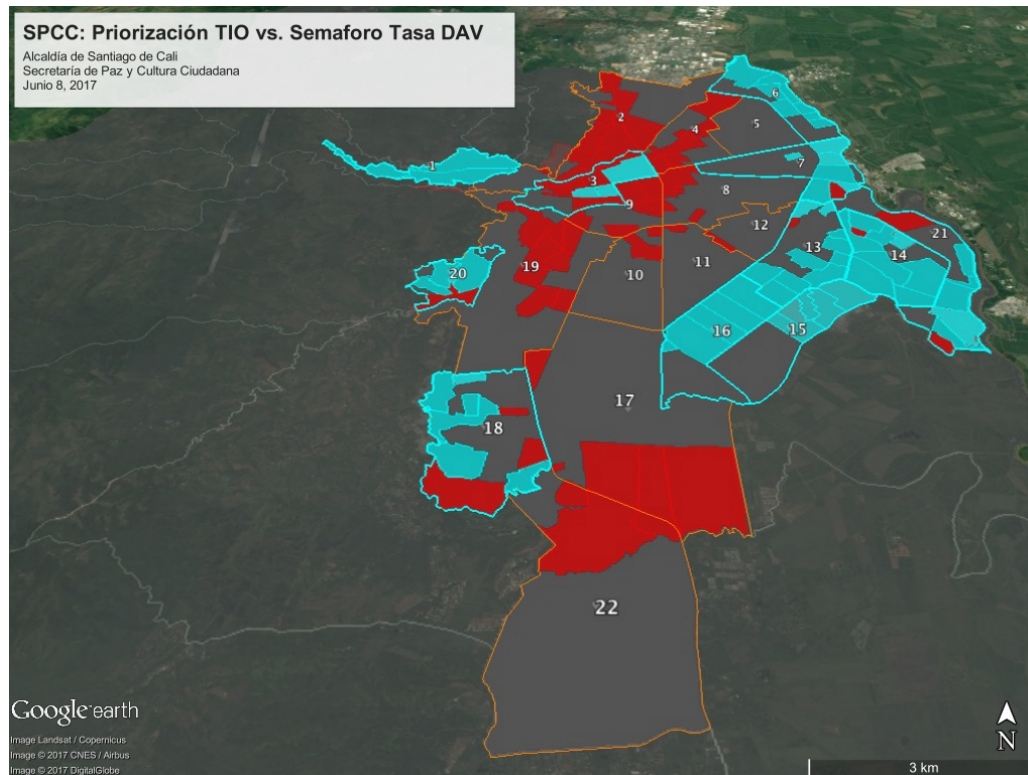 SPCC: Priorización TIO vs. Semaforo Tasa DAV
Alcaldía de Santiago de Cali
Secretaría de Paz y Cultura Ciudadana
Junio 8, 2017
6
2
4
5
1
7
3
8
9
12
21
13
14
20
19
10
11
16
15
17
18
22
Google earth
Image Landsat / Copernicus
Image © 2017 CNES / Airbus
Image © 2017 DigitalGlobe
N
3 km